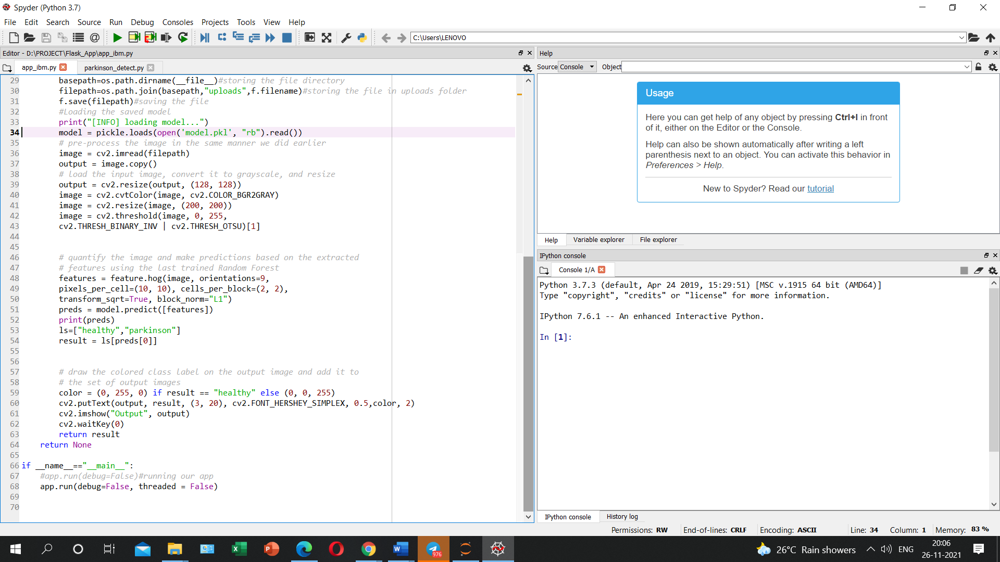 Spyder (Python 3.7)
File Edit Search Source Run Debug Consoles Projects Tools View Help
C:\Users\LENOVO
Editor - D:\PROJECT\Flask_App\app_ibm.py
app_ibm.py parkinson_detect.py
29 basepath=os.path.dirname(__file__)#storing the file directory
30 filepath=os.path.join(basepath,"uploads",f.filename)#storing the file in uploads folder
31 f.save(filepath)#saving the file
32 #Loading the saved model
33 print("[INFO] loading model...")
34 model = pickle.loads(open('model.pkl', "rb").read())
35 # pre-process the image in the same manner we did earlier
36 image = cv2.imread(filepath)
37 output = image.copy()
38 # load the input image, convert it to grayscale, and resize
39 output = cv2.resize(output, (128, 128))
40 image = cv2.cvtColor(image, cv2.COLOR_BGR2GRAY)
41 image = cv2.resize(image, (200, 200))
42 image = cv2.threshold(image, 0, 255,
43 cv2.THRESH_BINARY_INV | cv2.THRESH_OTSU)[1]
44
45
46 # quantify the image and make predictions based on the extracted
47 # features using the last trained Random Forest
48 features = feature.hog(image, orientations=9,
49 pixels_per_cell=(10, 10), cells_per_block=(2, 2),
50 transform_sqrt=True, block_norm="L1")
51 preds = model.predict([features])
52 print(preds)
53 ls=["healthy","parkinson"]
54 result = ls[preds[0]]
55
56
57 # draw the colored class label on the output image and add it to
58 # the set of output images
59 color = (0, 255, 0) if result == "healthy" else (0, 0, 255)
60 cv2.putText(output, result, (3, 20), cv2.FONT_HERSHEY_SIMPLEX, 0.5,color, 2)
61 cv2.imshow("Output", output)
62 cv2.waitKey(0)
63 return result
64 return None
65
66 if __name__=="__main__":
67 #app.run(debug=False)#running our app
68 app.run(debug=False, threaded = False)
69
70
Help
Source Console Object
Usage
Here you can get help of any object by pressing Ctrl+I in front
of it, either on the Editor or the Console.
Help can also be shown automatically after writing a left
parenthesis next to an object. You can activate this behavior in
Preferences > Help.
New to Spyder? Read our tutorial
Help Variable explorer File explorer
IPython console
Console 1/A
Python 3.7.3 (default, Apr 24 2019, 15:29:51) [MSC v.1915 64 bit (AMD64)]
Type "copyright", "credits" or "license" for more information.
IPython 7.6.1 -- An enhanced Interactive Python.
In [1]:
IPython console History log
Permissions: RW End-of-lines: CRLF Encoding: ASCII Line: 34 Column: 1 Memory: 83 %
976
26°C Rain showers ENG 20:06
26-11-2021